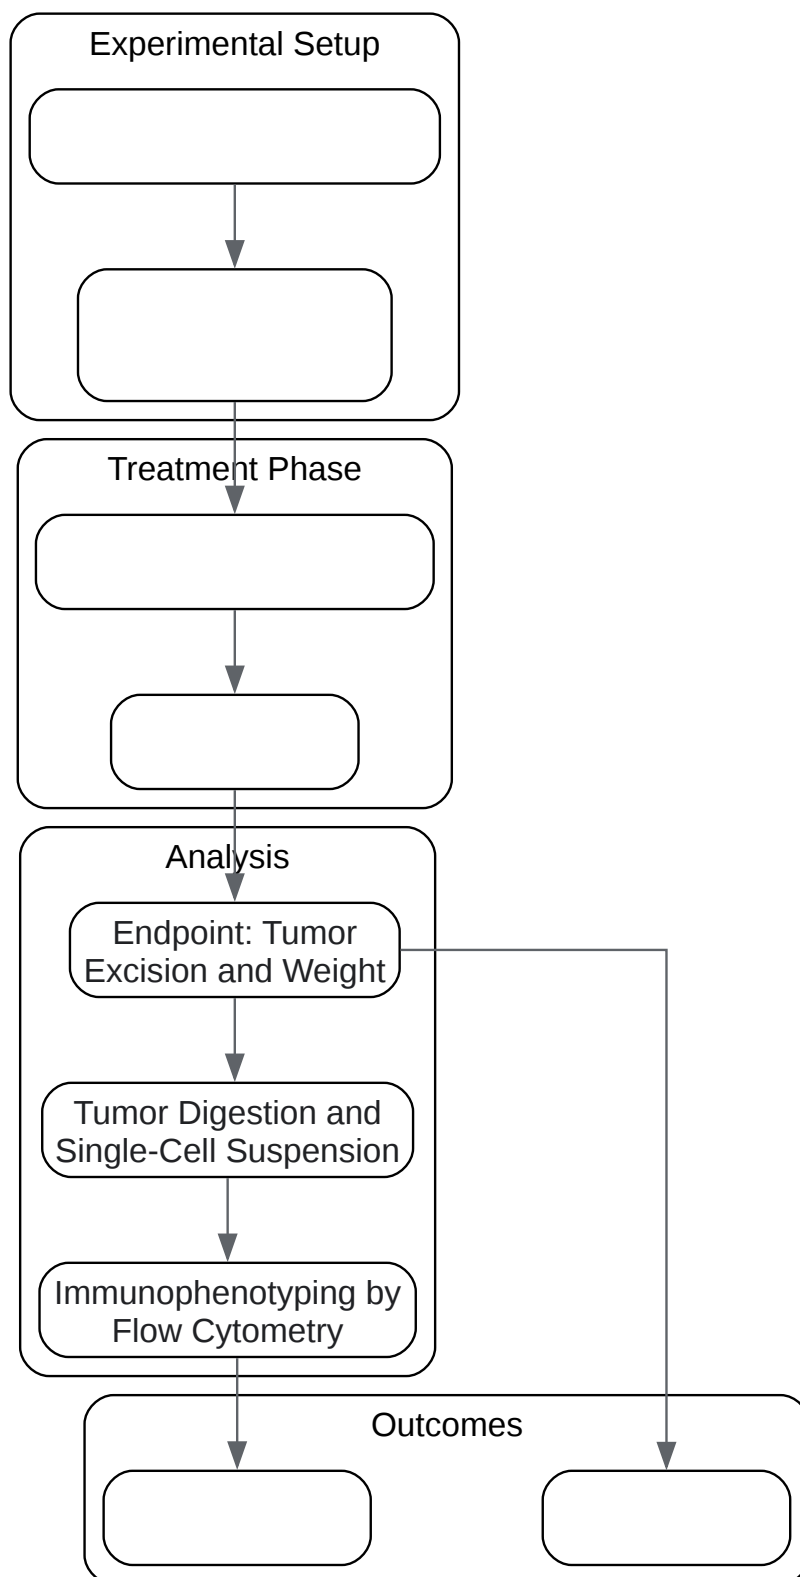 Experimental Setup
Treatment Phase
Analysis
Endpoint: Tumor
Excision and Weight
Tumor Digestion and
Single-Cell Suspension
Immunophenotyping by
Flow Cytometry
Outcomes